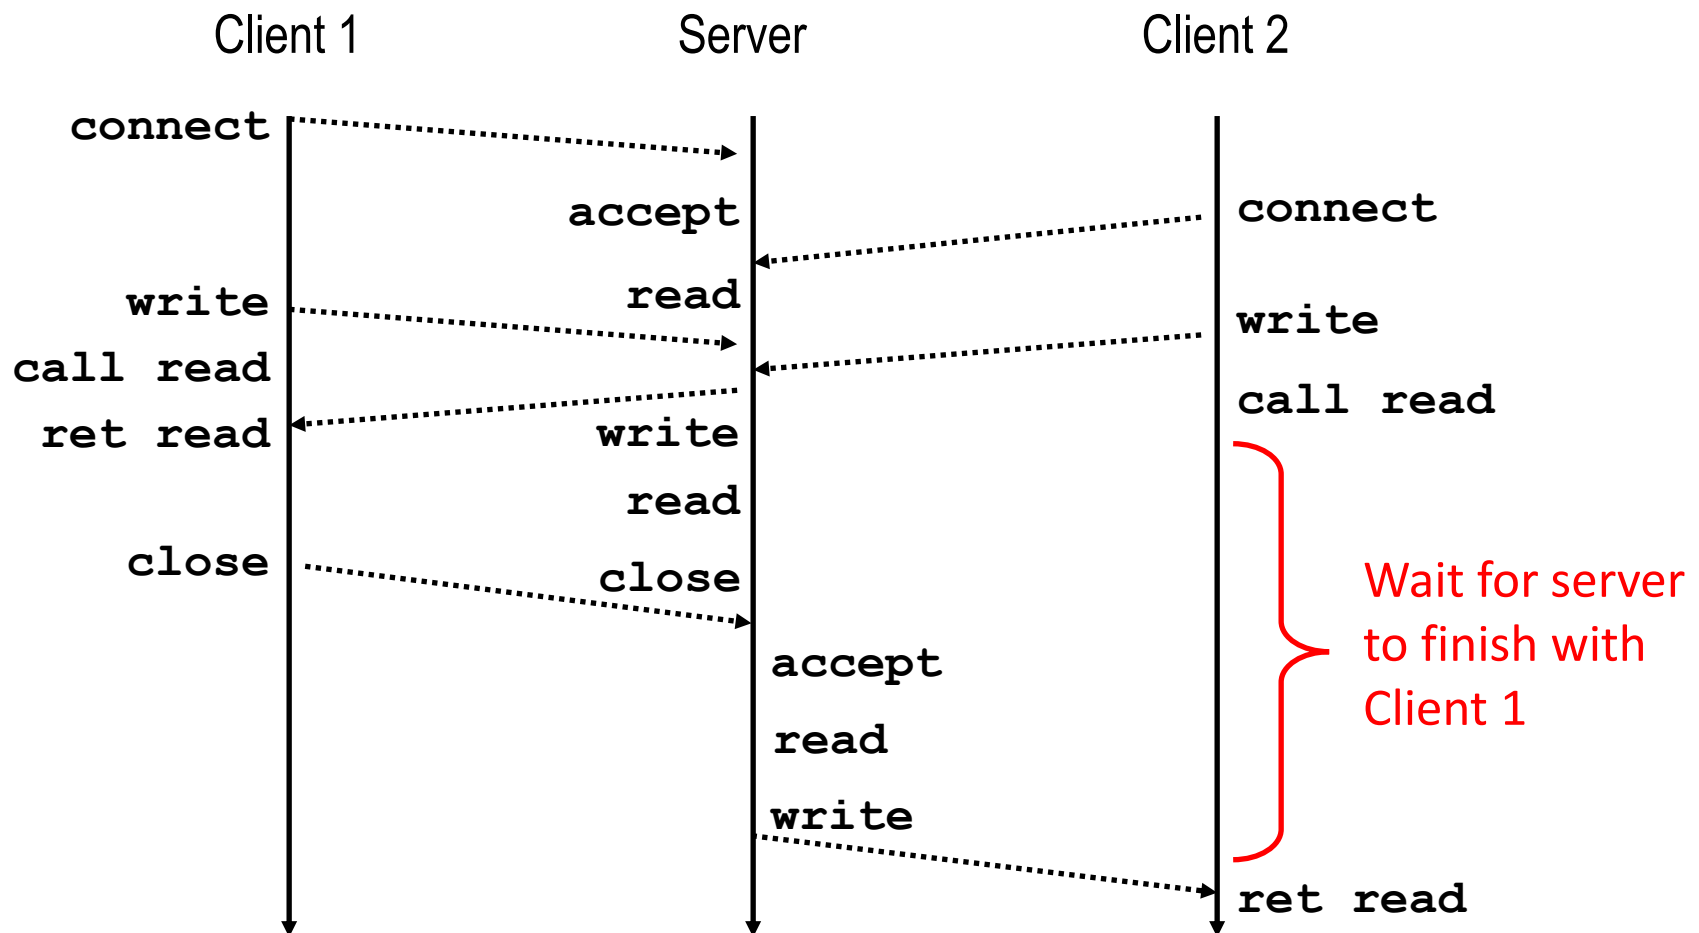 Client 1
Server
Client 2
connect
accept
connect
write
read
write
call read
call read
ret read
write
read
close
close
Wait for server
to finish with
Client 1
accept
read
write
ret read